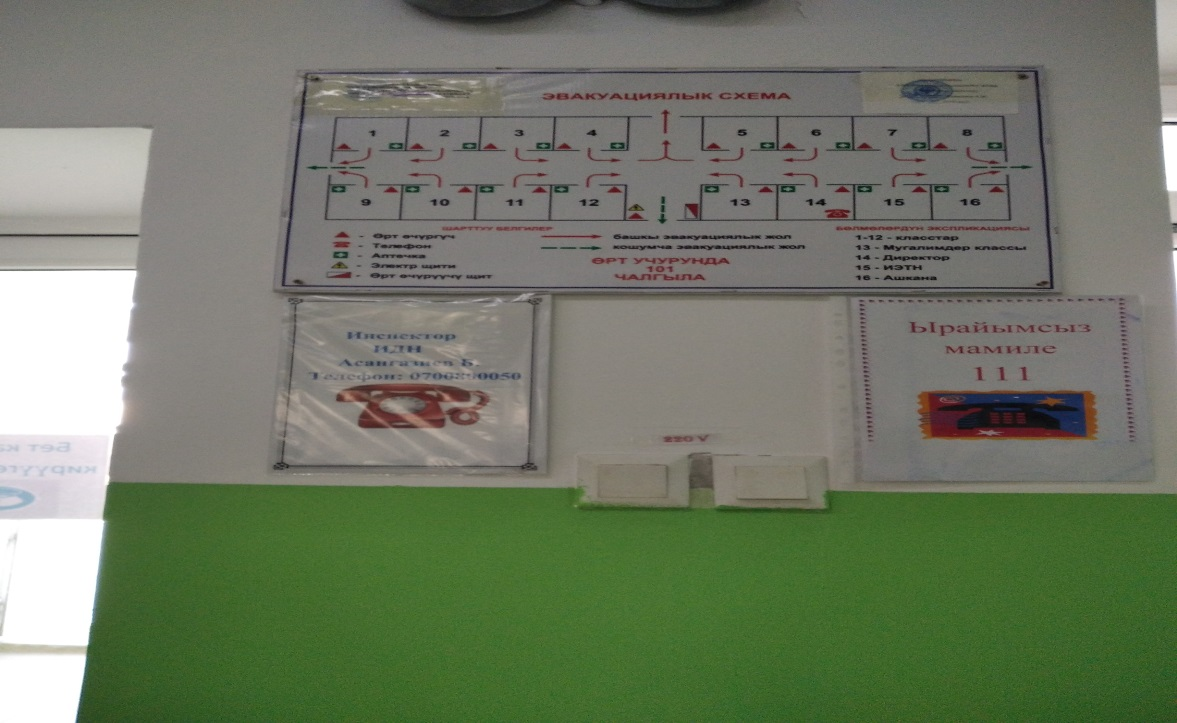 ЭВАКУАЦИЯЛЫК СХЕМА
1 2 3 4 5 6 7 8
9 10 11 12 13 14 15 16
ШАРТТУУ БЕЛГИЛЕР
- Өрт өчүргүч
- Телефон
- Аптечка
- Электр щити
- Өрт өчүрүүчү щит
башкы эвакуациялык жол
кошумча эвакуациялык жол
ӨРТ УЧУРУНДА
101
ЧАЛГЫЛА
БӨЛМӨЛӨРДҮН ЭКСПЛИКАЦИЯСЫ
1-12 - класстар
13 - Мугалимдер классы
14 - Директор
15 - ИЭТН
16 - Ашкана
Инспектор
ИДН
Асангазиев Б.
Телефон:
Ырайымсыз
мамиле
111
220 V
Бет